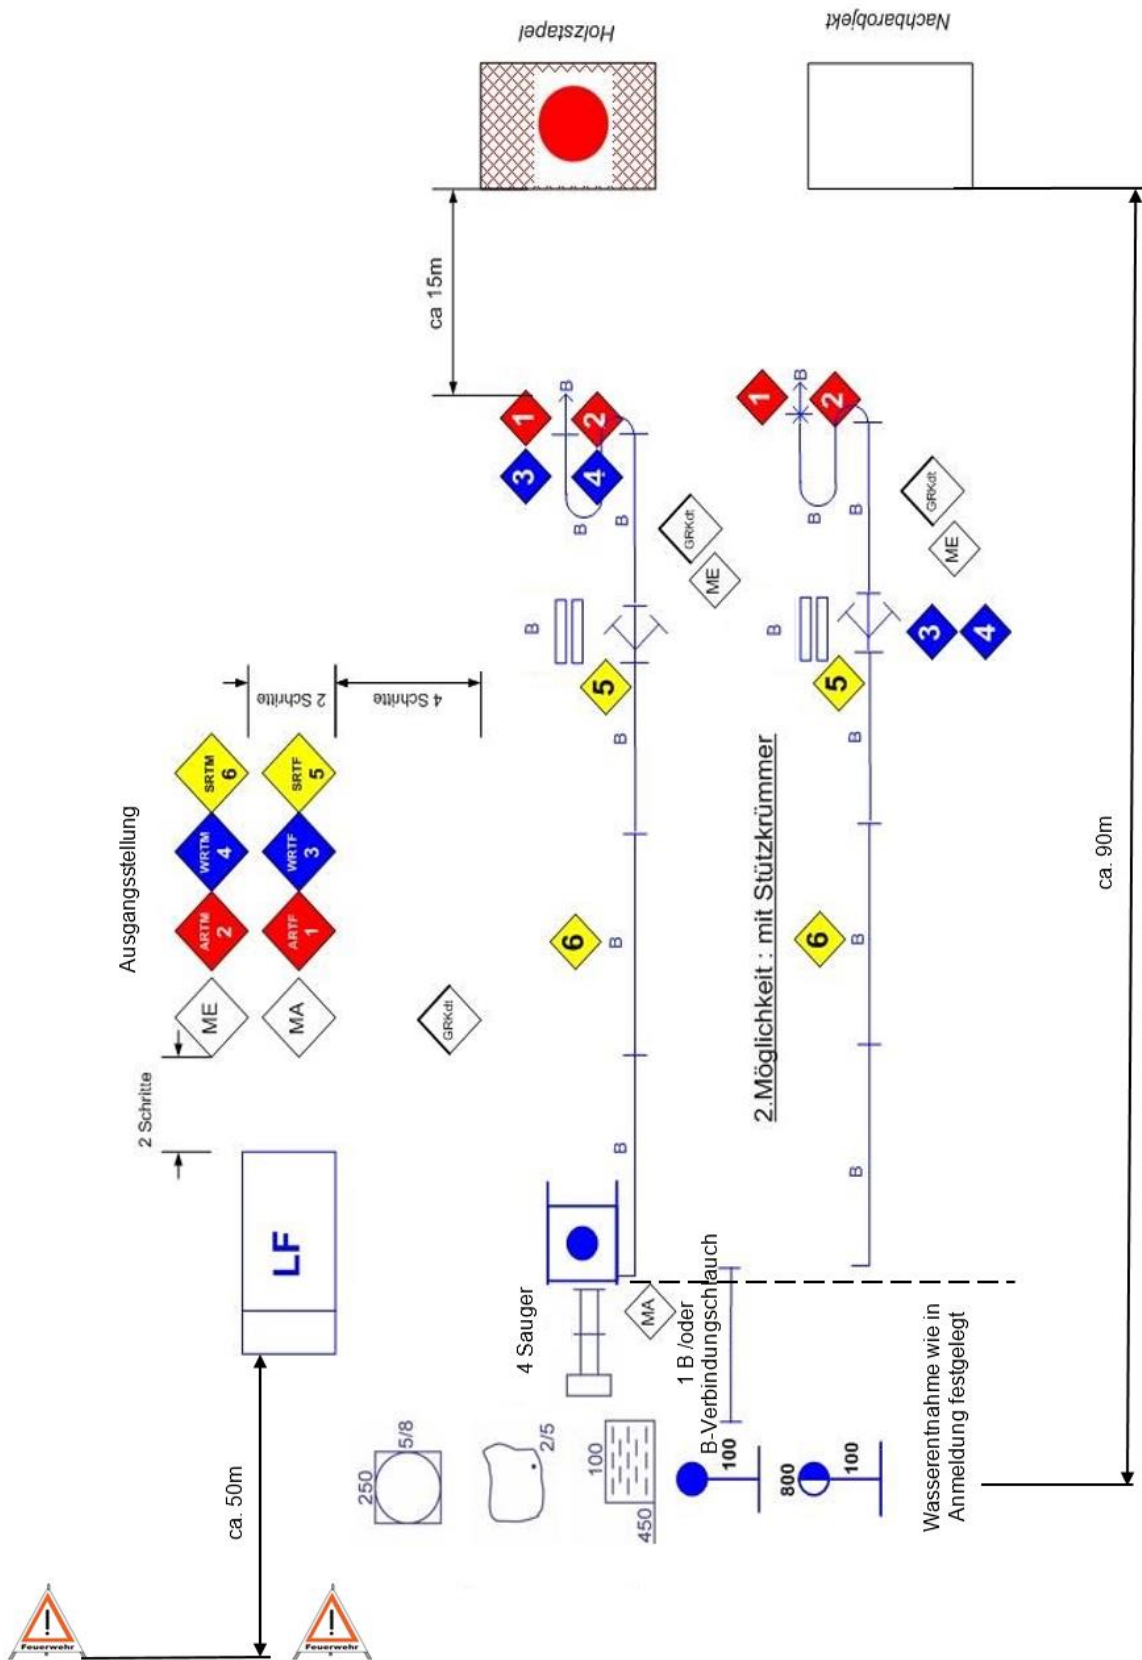 Holzstapel
Nachbarobjekt
ca 15m
1
B
3
2
4
B
B
GRKdt
ME
B
5
B
6
B
B
1
B
2
B
B
GRKdt
ME
B
3
4
5
B
6
B
B
2.Möglichkeit : mit Stützkrümmer
ca. 90m
Ausgangsstellung
2 Schritte
4 Schritte
SRTM
6
SRTF
5
WRTM
4
WRTF
3
ARTM
2
ARTF
1
ME
MA
GRKdt
2 Schritte
LF
4 Sauger
MA
1 B /oder
B-Verbindungschlauch
Wasserentnahme wie in
Anmeldung festgelegt
250
5/8
2/5
100
450
100
800
100
ca. 50m
Feuerwehr
Feuerwehr